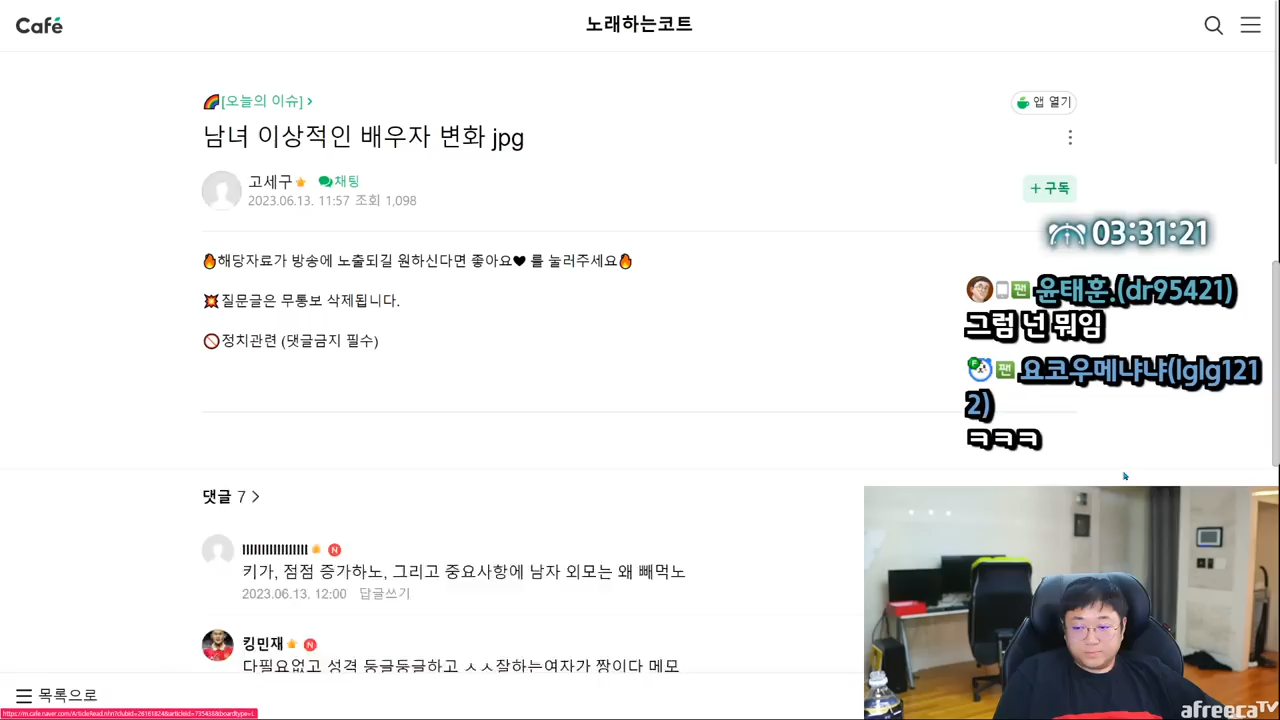 Café
노래하는코트
🌈[오늘의 이슈] >
앱 열기
남녀 이상적인 배우자 변화 jpg
고세구
채팅
2023.06.13. 11:57 조회 1,098
+ 구독
03:31:21
🔥해당자료가 방송에 노출되길 원하신다면 좋아요♥ 를 눌러주세요🔥
💥질문글은 무통보 삭제됩니다.
🚫정치관련 (댓글금지 필수)
팬 윤태훈.(dr95421)
그럼 넌 뭐임
F 팬 요코우메냐냐(lglg121
2)
ㅋㅋㅋ
댓글 7 >
llllllllllllllll N
키가, 점점 증가하노, 그리고 중요사항에 남자 외모는 왜 빼먹노
2023.06.13. 12:00 답글쓰기
킹민재 N
다필요없고 성격 둥글둥글하고 ㅅㅅ잘하는여자가 짱이다 메모
목록으로
afreecaTV